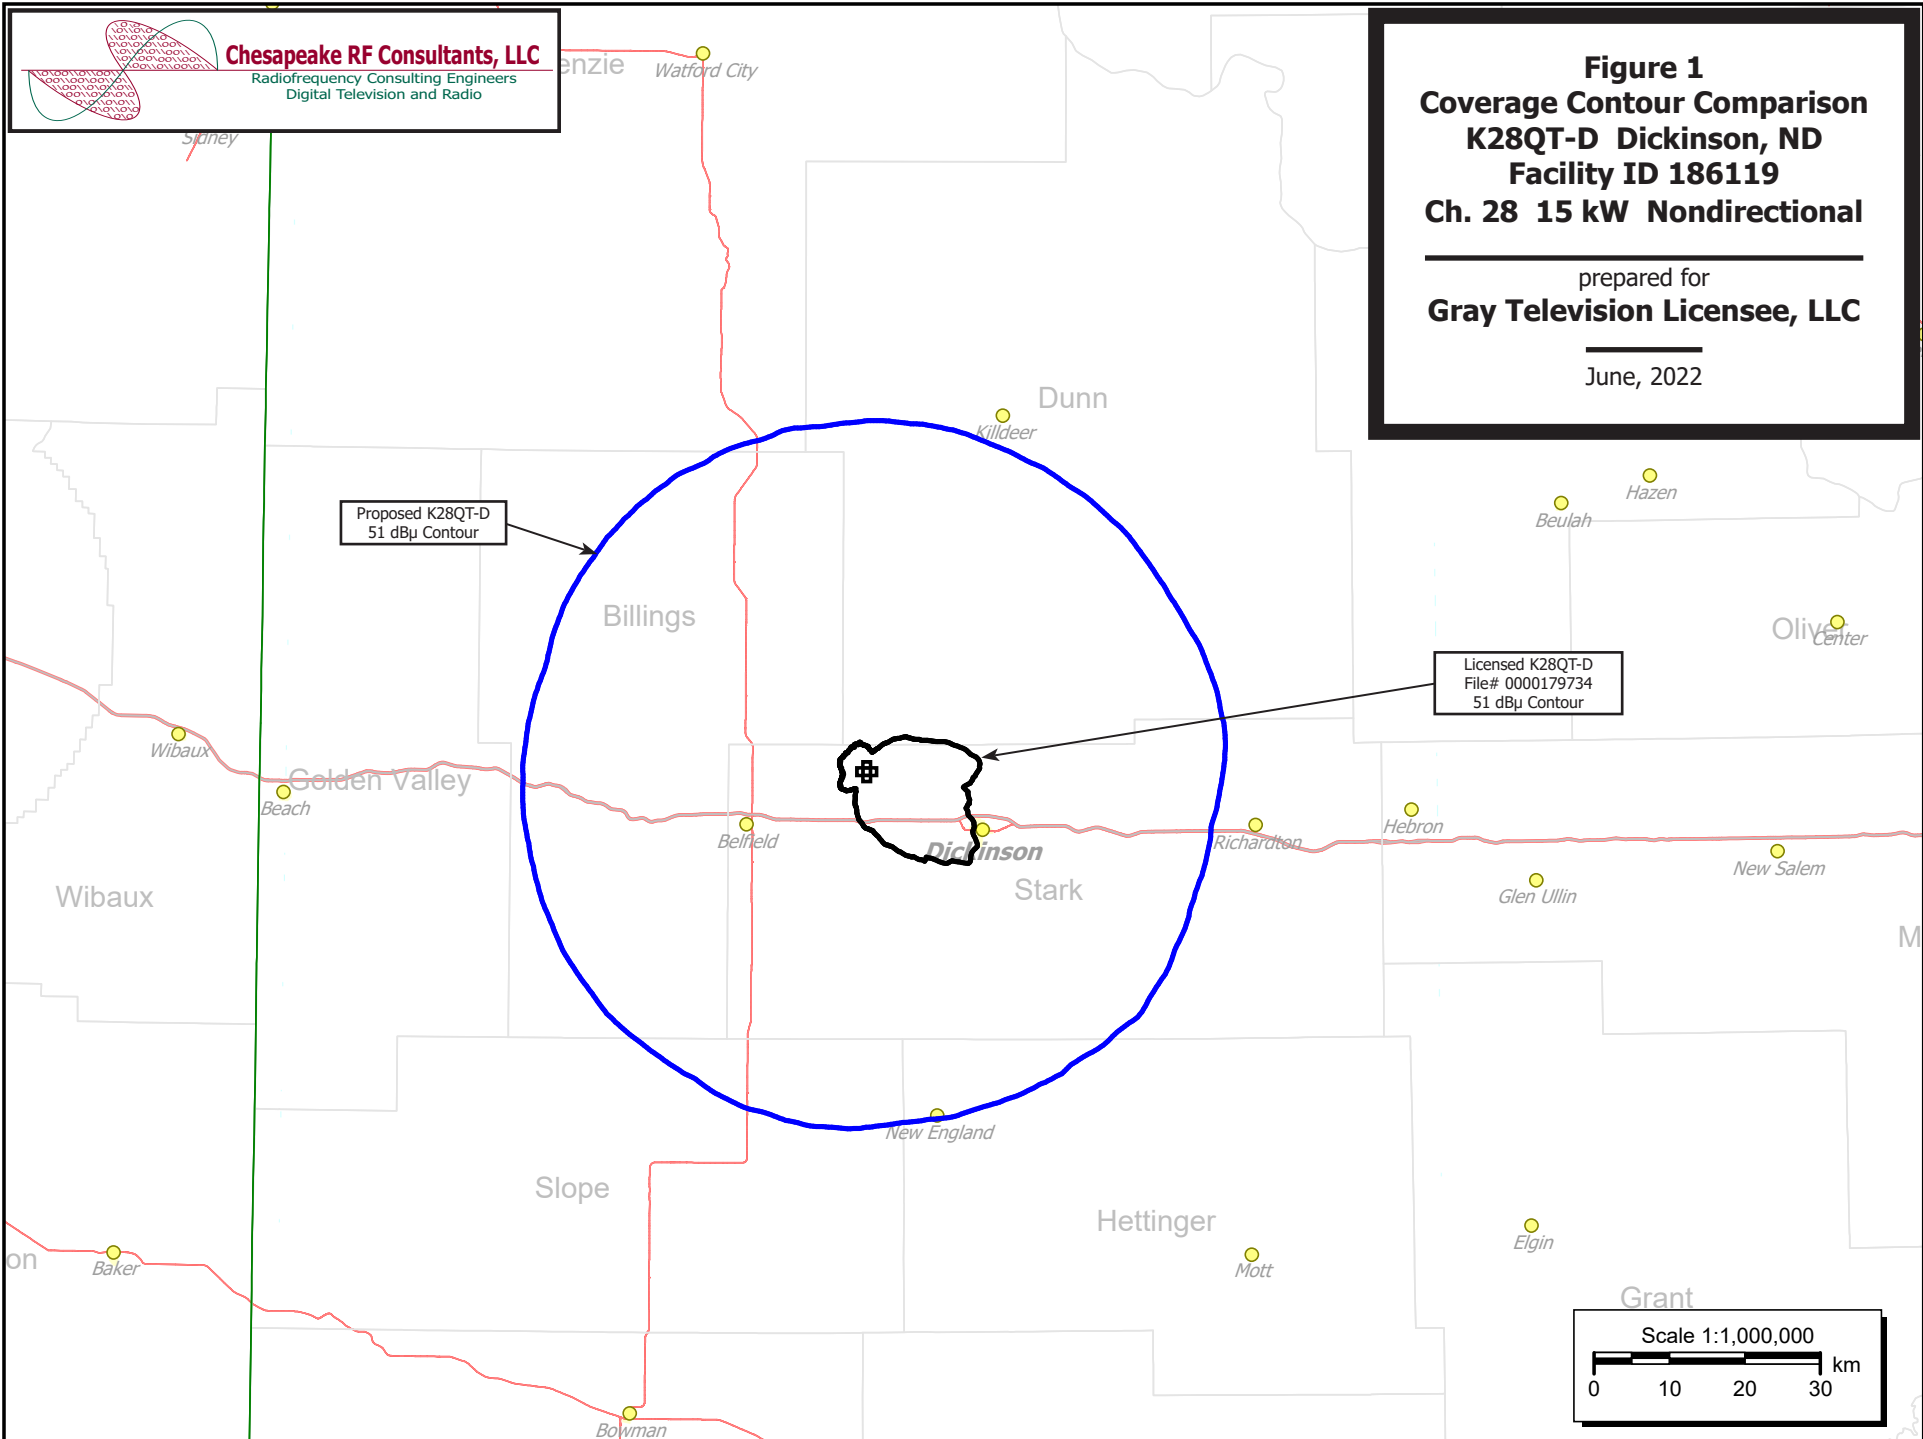 Chesapeake RF Consultants, LLC
Radiofrequency Consulting Engineers
Digital Television and Radio
Figure 1
Coverage Contour Comparison
K28QT-D Dickinson, ND
Facility ID 186119
Ch. 28 15 kW Nondirectional
prepared for
Gray Television Licensee, LLC
June, 2022
enzie
Watford City
Sidney
Dunn
Killdeer
Hazen
Beulah
Proposed K28QT-D
51 dBµ Contour
Billings
Oliver
Center
Licensed K28QT-D
File# 0000179734
51 dBµ Contour
Wibaux
Golden Valley
Beach
Belfield
Dickinson
Richardton
Hebron
New Salem
Glen Ullin
Wibaux
Stark
M
New England
Slope
Hettinger
on
Baker
Mott
Elgin
Grant
Bowman
Scale 1:1,000,000
km
0 10 20 30